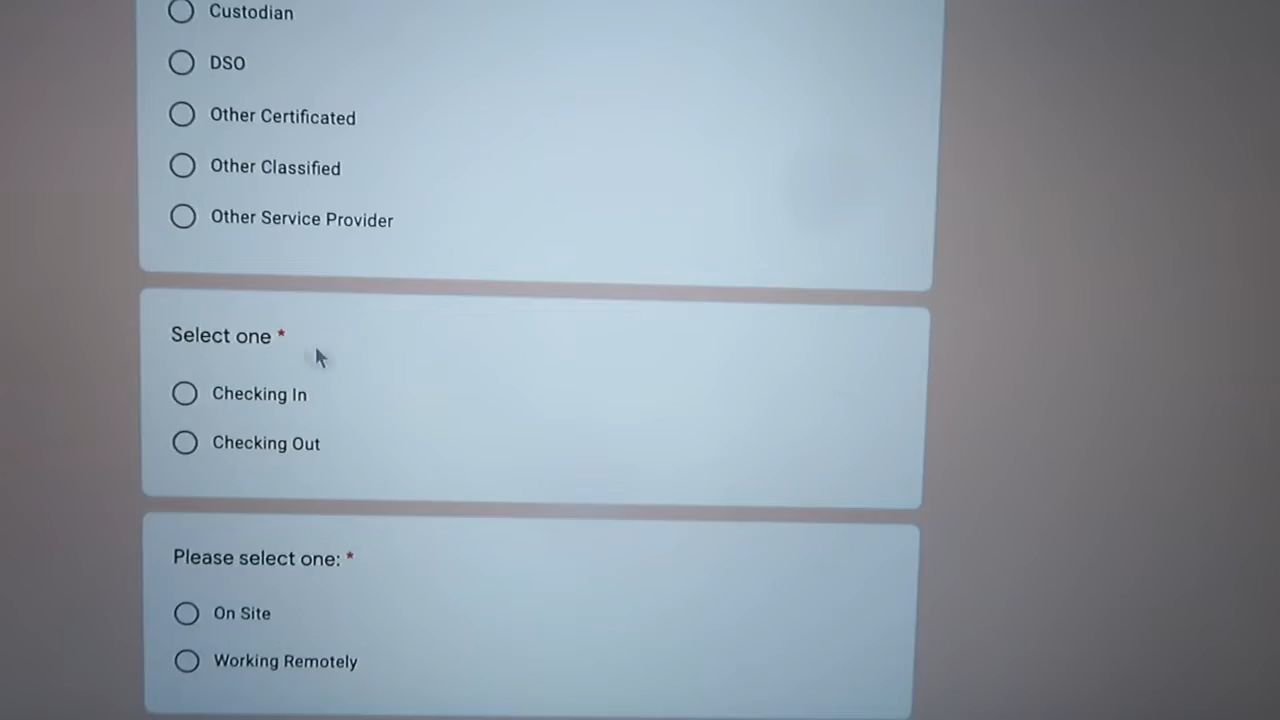 Custodian
DSO
Other Certificated
Other Classified
Other Service Provider
Select one *
Checking In
Checking Out
Please select one: *
On Site
Working Remotely